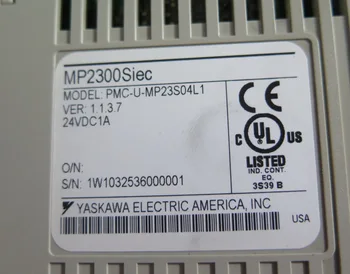 MP2300Siec
MODEL: PMC-U-MP23S04L1
VER: 1.1.3.7
24VDC1A
CE
C UL US
LISTED
IND. CONT.
EQ.
3S39 B
O/N:
S/N: 1W1032536000001
YASKAWA ELECTRIC AMERICA, INC
USA